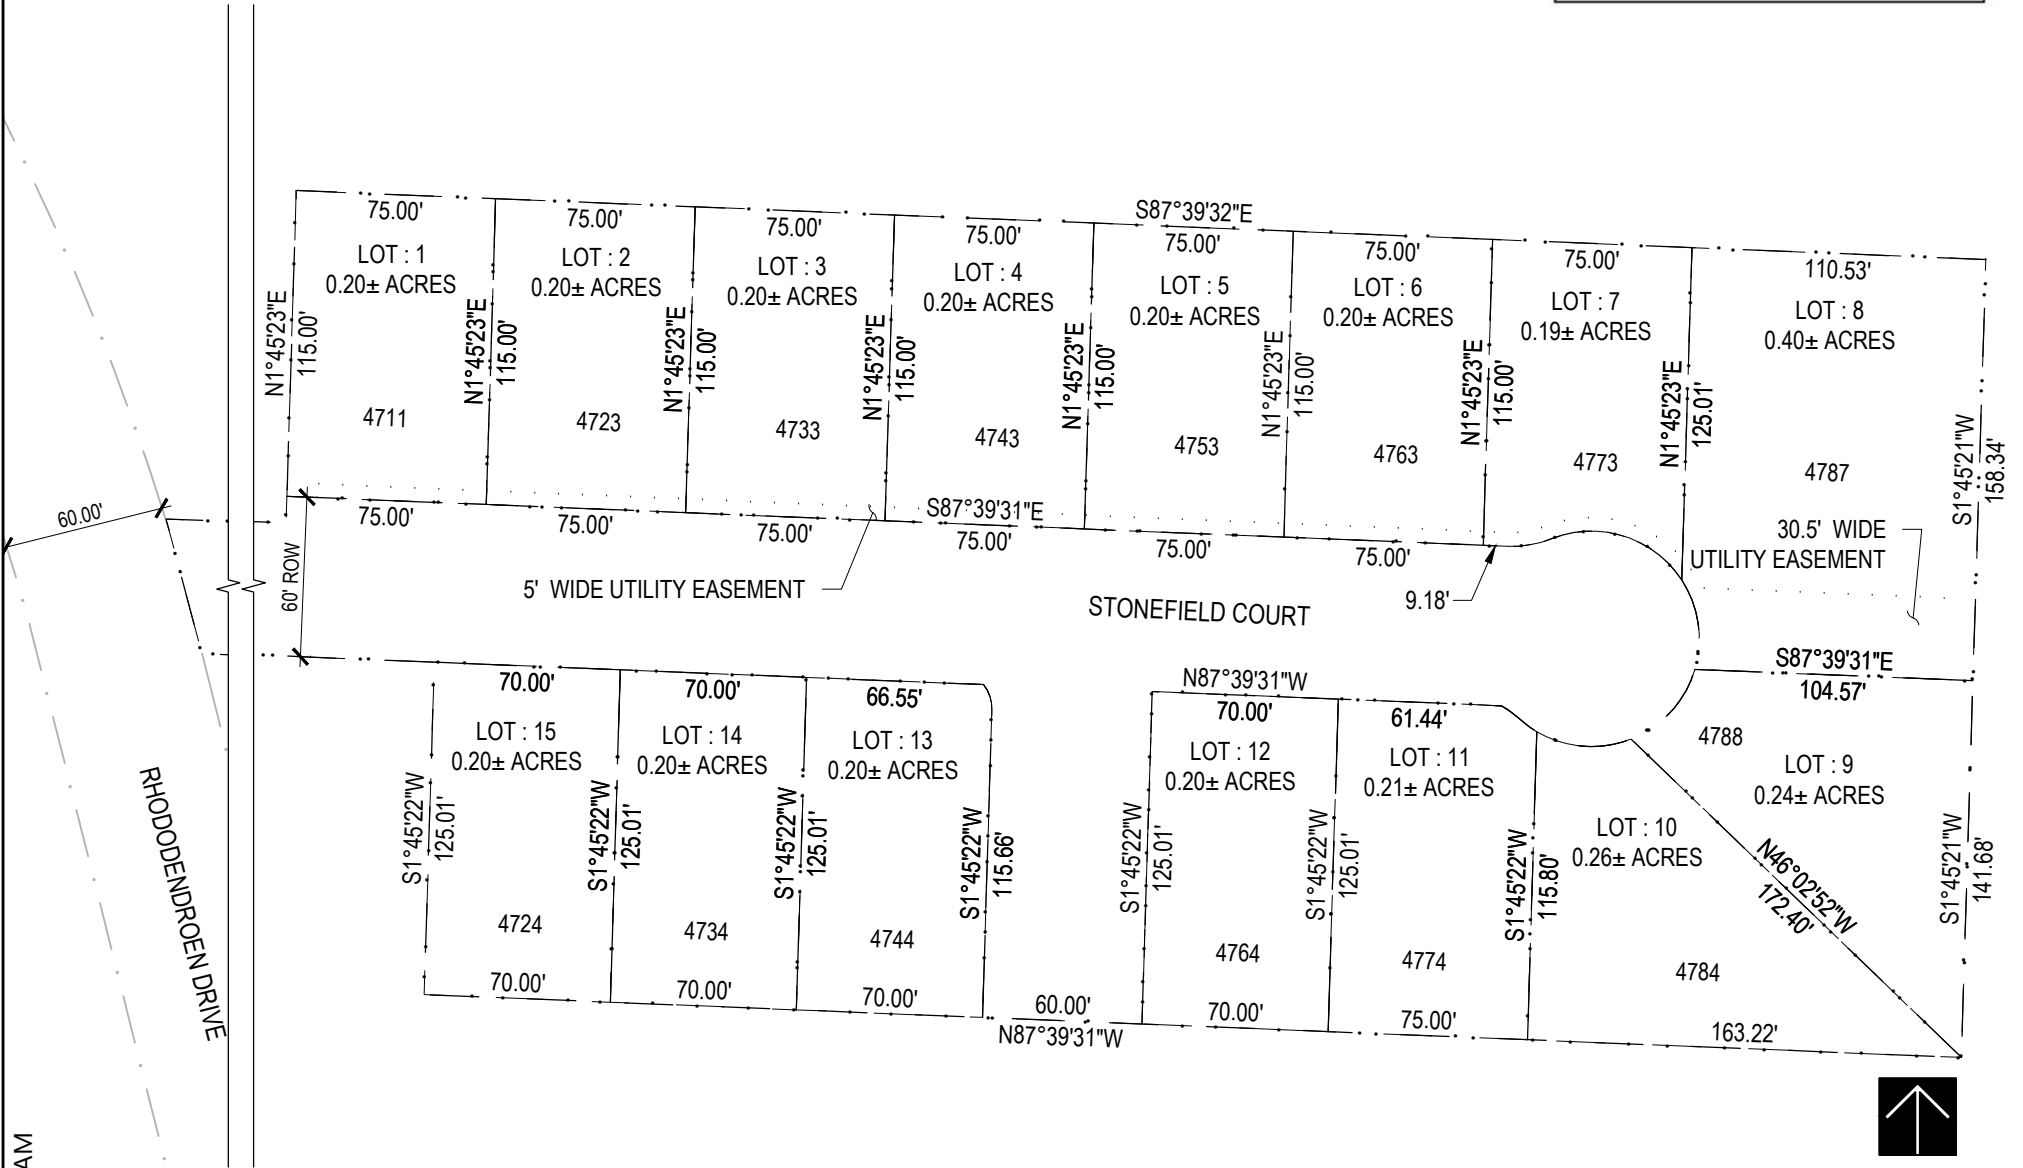 S87°39'32"E
75.00'
75.00'
75.00'
75.00'
75.00'
75.00'
75.00'
110.53'
LOT : 1
0.20± ACRES
LOT : 2
0.20± ACRES
LOT : 3
0.20± ACRES
LOT : 4
0.20± ACRES
LOT : 5
0.20± ACRES
LOT : 6
0.20± ACRES
LOT : 7
0.19± ACRES
LOT : 8
0.40± ACRES
N1°45'23"E
115.00'
N1°45'23"E
115.00'
N1°45'23"E
115.00'
N1°45'23"E
115.00'
N1°45'23"E
115.00'
N1°45'23"E
115.00'
N1°45'23"E
115.00'
N1°45'23"E
125.01'
S1°45'21"W
158.34'
4711
4723
4733
4743
4753
4763
4773
4787
60.00'
75.00'
75.00'
75.00'
S87°39'31"E
75.00'
75.00'
75.00'
30.5' WIDE
UTILITY EASEMENT
60' ROW
5' WIDE UTILITY EASEMENT
STONEFIELD COURT
9.18'
S87°39'31"E
104.57'
70.00'
70.00'
66.55'
N87°39'31"W
70.00'
61.44'
LOT : 15
0.20± ACRES
LOT : 14
0.20± ACRES
LOT : 13
0.20± ACRES
LOT : 12
0.20± ACRES
LOT : 11
0.21± ACRES
4788
LOT : 9
0.24± ACRES
LOT : 10
0.26± ACRES
S1°45'22"W
125.01'
S1°45'22"W
125.01'
S1°45'22"W
125.01'
S1°45'22"W
115.66'
S1°45'22"W
125.01'
S1°45'22"W
125.01'
S1°45'22"W
115.80'
N46°02'52"W
172.40'
S1°45'21"W
141.68'
RHODODENDROEN DRIVE
4724
4734
4744
4764
4774
4784
70.00'
70.00'
70.00'
60.00'
N87°39'31"W
70.00'
75.00'
163.22'
AM